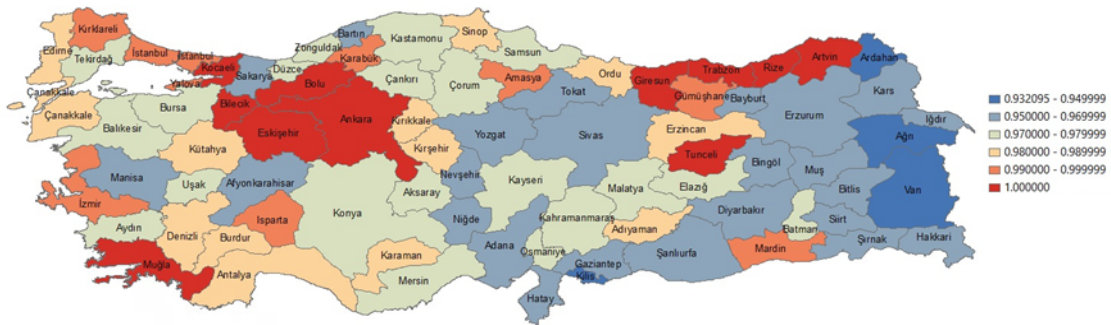 Kırklareli
Edirne
Tekirdağ
İstanbul
İstanbul
Kocaeli
Yalova
Sakarya
Düzce
Zonguldak
Bartın
Karabük
Kastamonu
Sinop
Samsun
Çankırı
Çorum
Amasya
Ordu
Giresun
Trabzon
Rize
Artvin
Ardahan
Kars
Gümüşhane
Bayburt
Tokat
Bolu
Bilecik
Çanakkale
Çanakkale
Bursa
Balıkesir
Eskişehir
Ankara
Kırıkkale
Kırşehir
Yozgat
Sivas
Erzincan
Erzurum
Iğdır
Ağrı
Kütahya
Manisa
Uşak
Afyonkarahisar
Nevşehir
Kayseri
Malatya
Elazığ
Tunceli
Bingöl
Muş
Bitlis
Van
İzmir
Aydın
Denizli
Isparta
Burdur
Konya
Aksaray
Niğde
Kahramanmaraş
Adıyaman
Diyarbakır
Batman
Siirt
Şırnak
Hakkari
Muğla
Antalya
Karaman
Mersin
Adana
Osmaniye
Gaziantep
Kilis
Hatay
Şanlıurfa
Mardin
0.932095 - 0.949999
0.950000 - 0.969999
0.970000 - 0.979999
0.980000 - 0.989999
0.990000 - 0.999999
1.000000